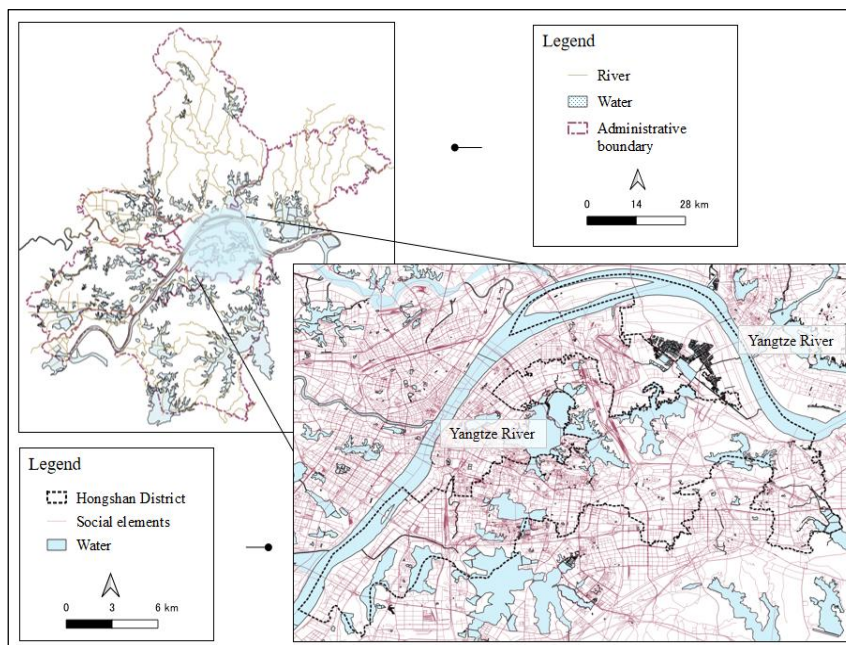 Legend
River
Water
Administrative
boundary
0 14 28 km
Yangtze River
Yangtze River
Legend
Hongshan District
Social elements
Water
0 3 6 km